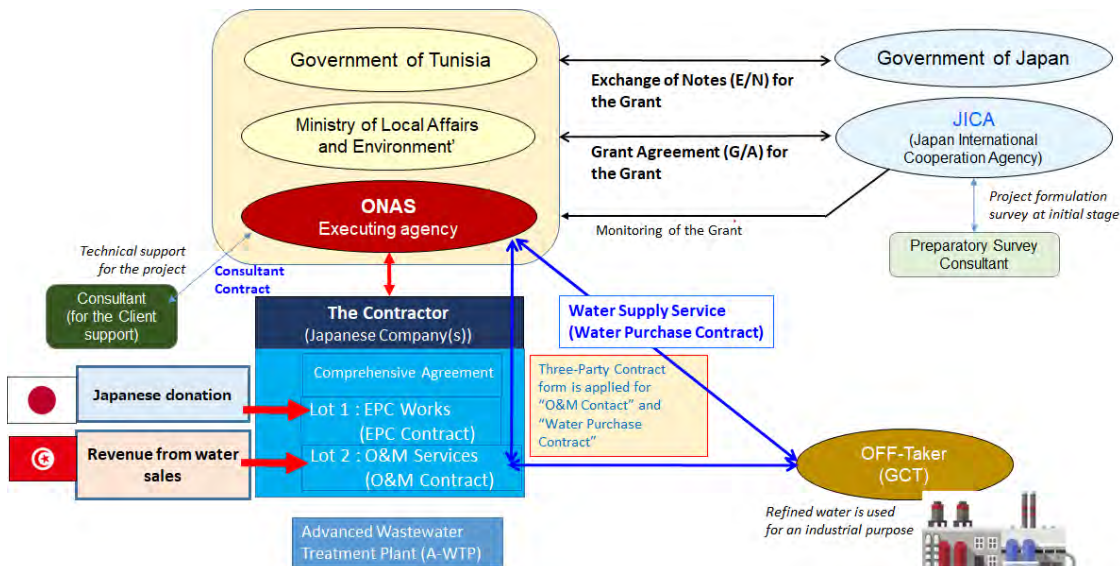 Government of Tunisia
Government of Japan
Exchange of Notes (E/N) for
the Grant
Ministry of Local Affairs
and Environment'
JICA
(Japan International
Cooperation Agency)
Grant Agreement (G/A) for
the Grant
ONAS
Executing agency
Monitoring of the Grant
Project formulation
survey at initial stage
Preparatory Survey
Consultant
Technical support
for the project
Consultant
Contract
Consultant
(for the Client
support)
The Contractor
(Japanese Company(s))
Water Supply Service
(Water Purchase Contract)
Comprehensive Agreement
Three-Party Contract
form is applied for
“O&M Contact” and
“Water Purchase
Contract”
Japanese donation
Lot 1 : EPC Works
(EPC Contract)
Revenue from water
sales
Lot 2 : O&M Services
(O&M Contract)
OFF-Taker
(GCT)
Refined water is used
for an industrial purpose
Advanced Wastewater
Treatment Plant (A-WTP)